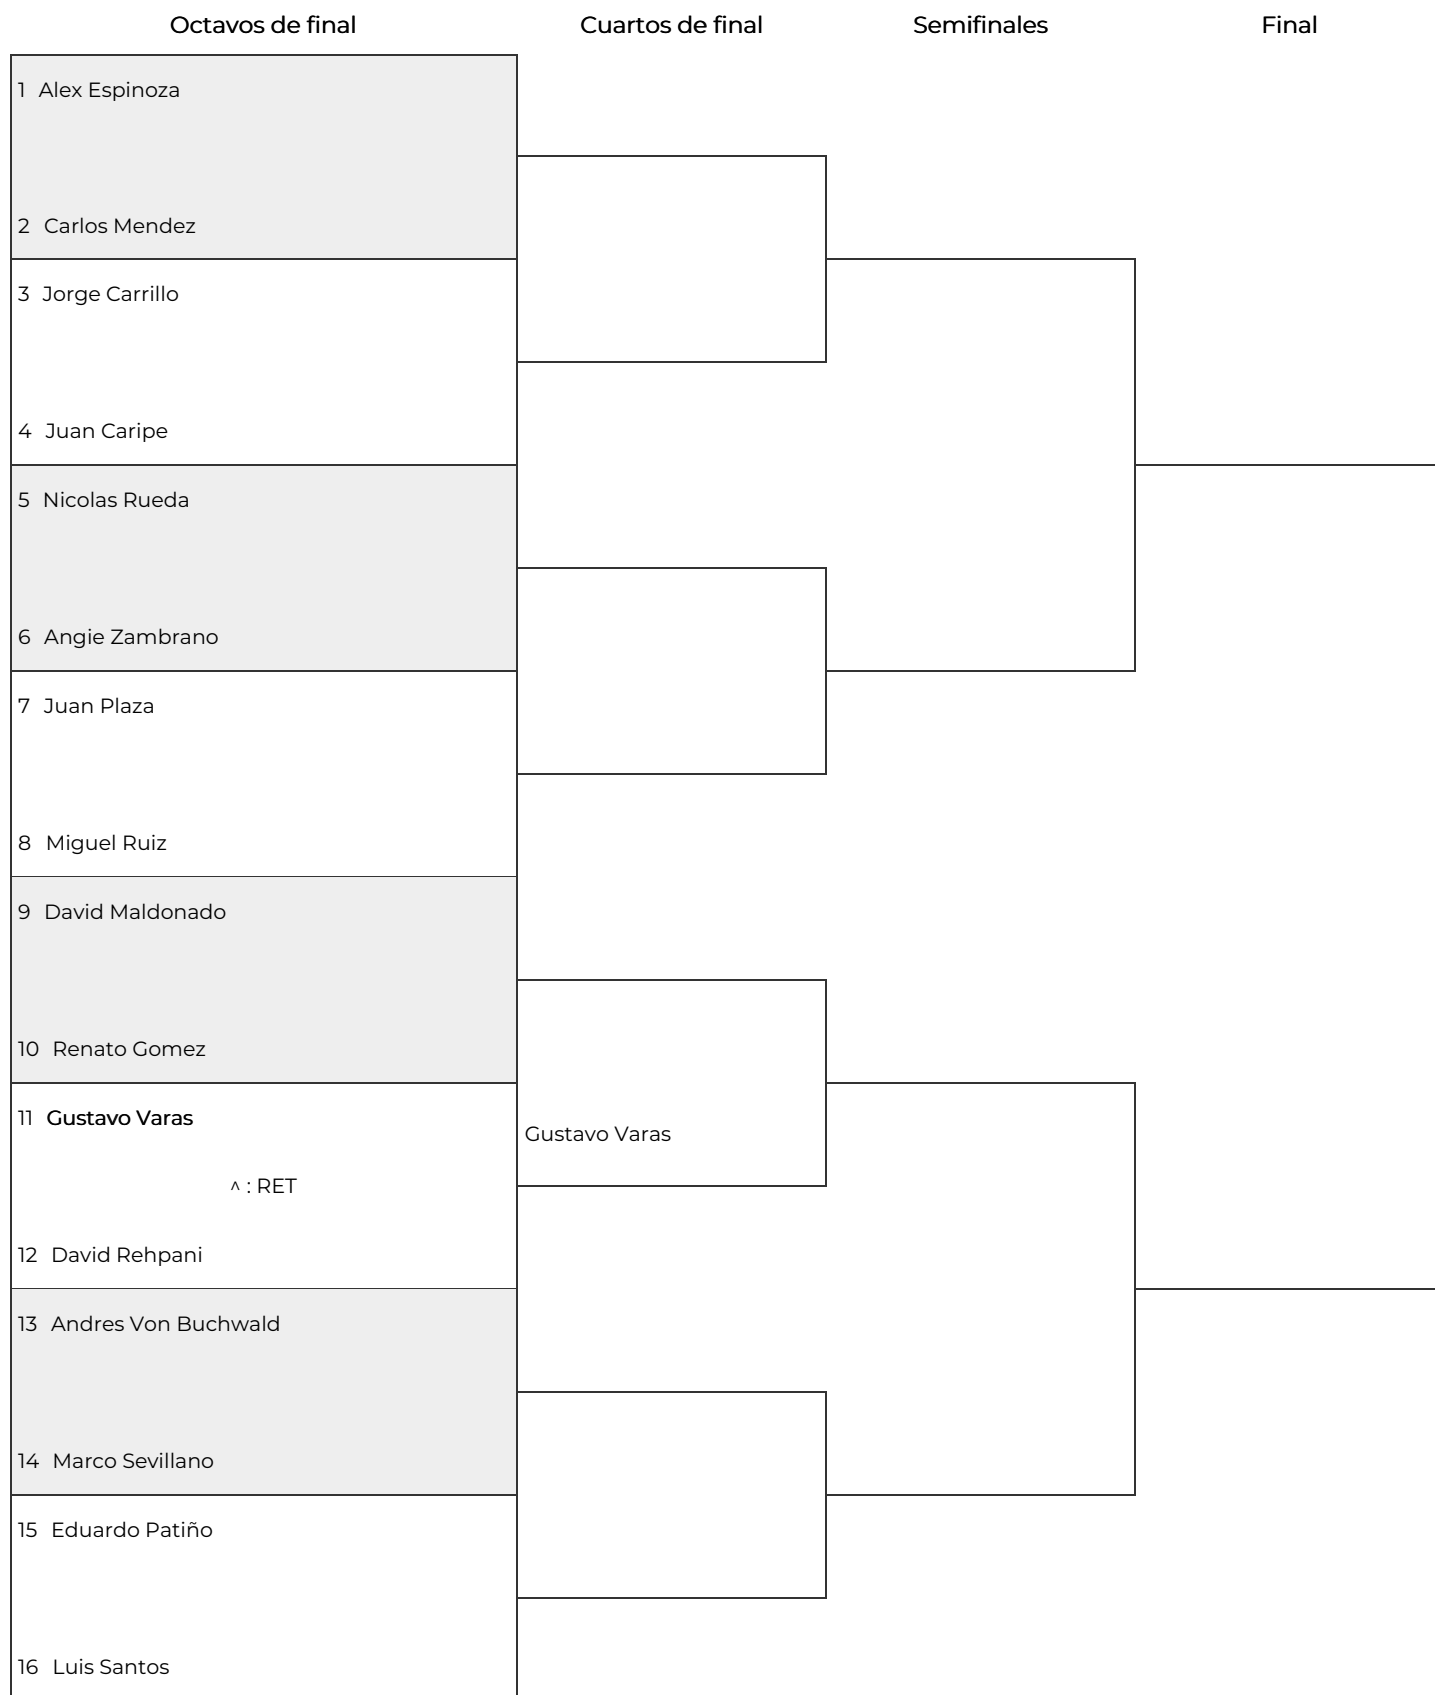 Octavos de final Cuartos de final Semifinales Final
1 Alex Espinoza
2 Carlos Mendez
3 Jorge Carrillo
4 Juan Caripe
5 Nicolas Rueda
6 Angie Zambrano
7 Juan Plaza
8 Miguel Ruiz
9 David Maldonado
10 Renato Gomez
11 Gustavo Varas
Gustavo Varas
^ : RET
12 David Rehpani
13 Andres Von Buchwald
14 Marco Sevillano
15 Eduardo Patiño
16 Luis Santos